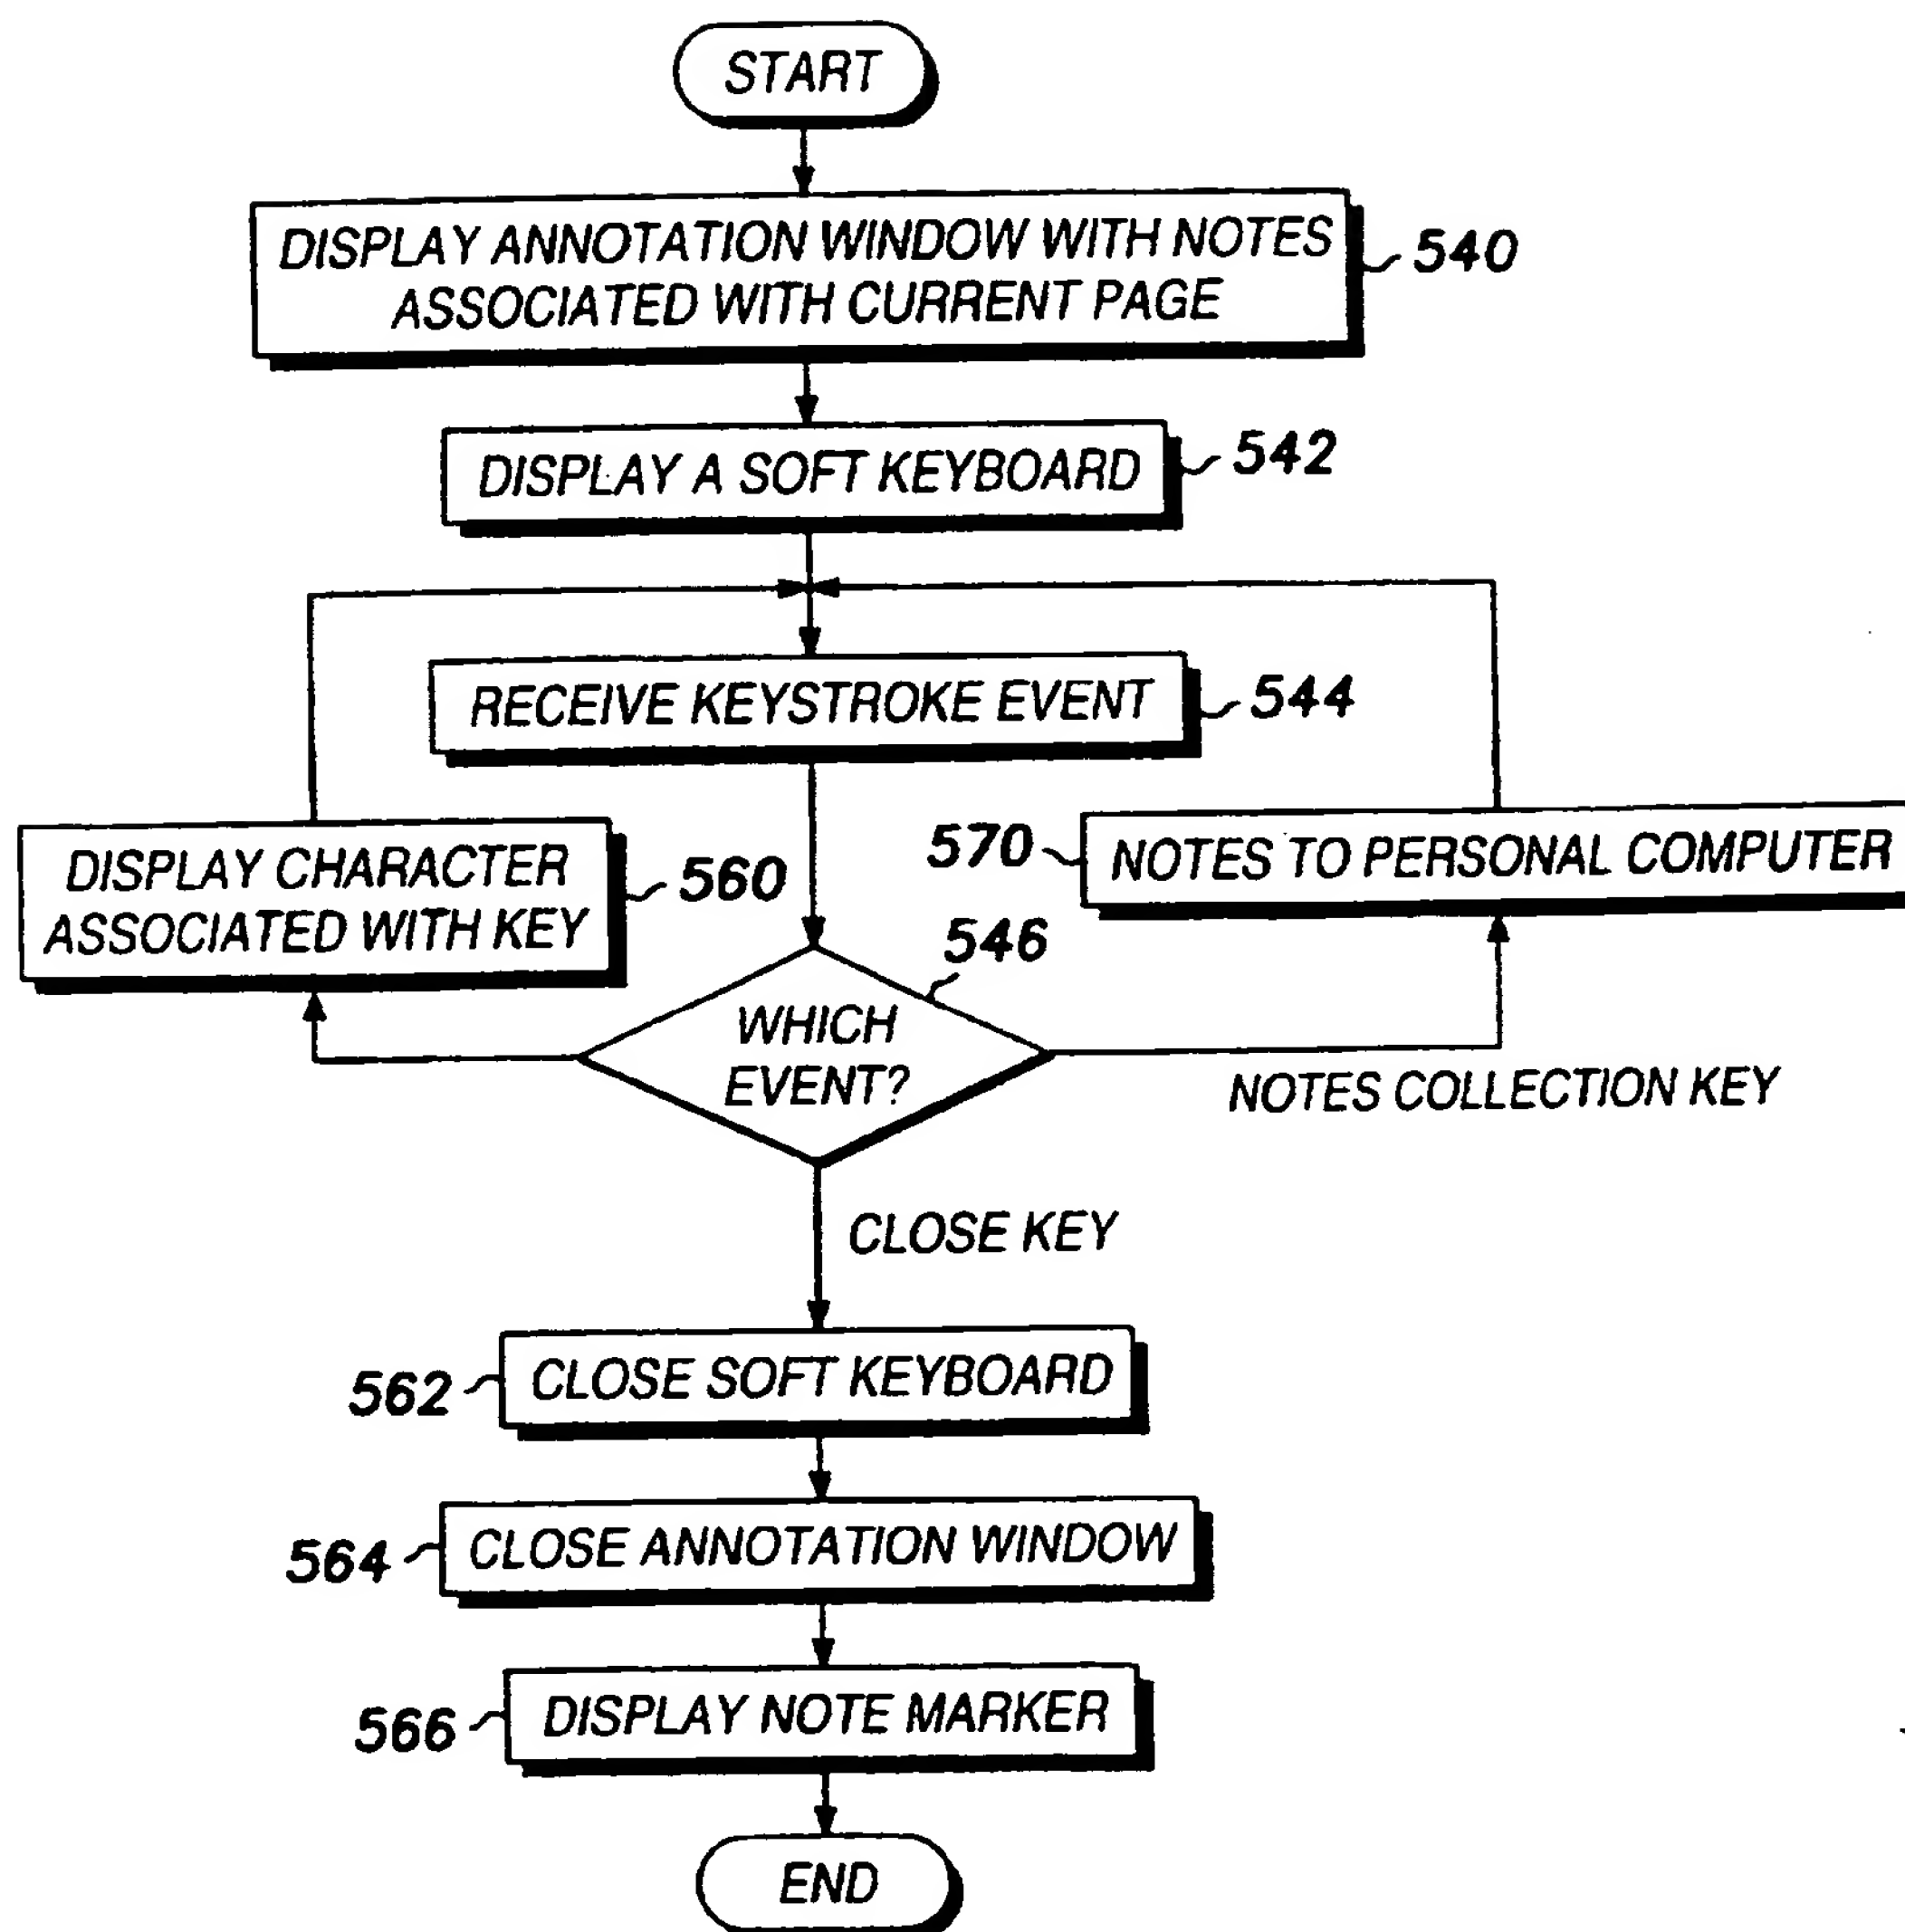 START
DISPLAY ANNOTATION WINDOW WITH NOTES
ASSOCIATED WITH CURRENT PAGE
540
DISPLAY A SOFT KEYBOARD
542
RECEIVE KEYSTROKE EVENT
544
DISPLAY CHARACTER
ASSOCIATED WITH KEY
560
570
NOTES TO PERSONAL COMPUTER
546
WHICH
EVENT?
NOTES COLLECTION KEY
CLOSE KEY
562
CLOSE SOFT KEYBOARD
564
CLOSE ANNOTATION WINDOW
566
DISPLAY NOTE MARKER
END